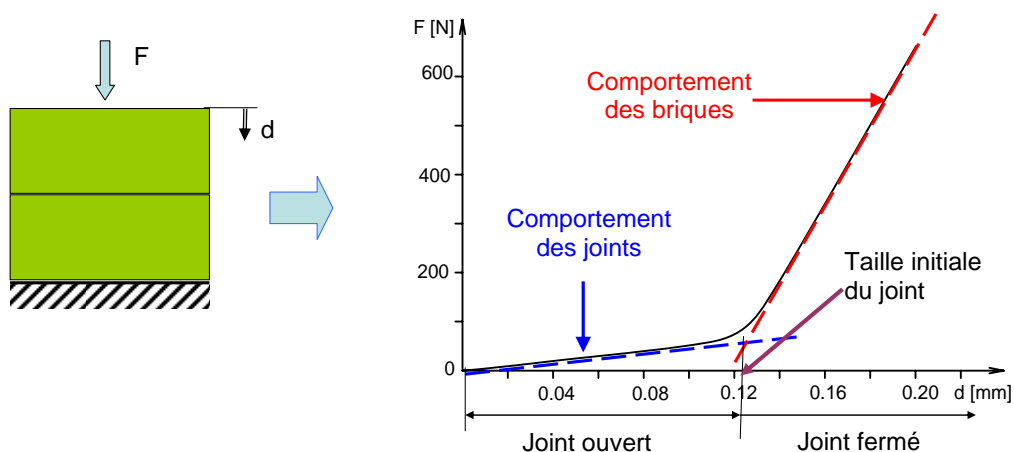 F
d
F [N]
600
400
200
0
0.04
0.08
0.12
0.16
0.20
d [mm]
Comportement
des briques
Comportement
des joints
Taille initiale
du joint
Joint ouvert
Joint fermé